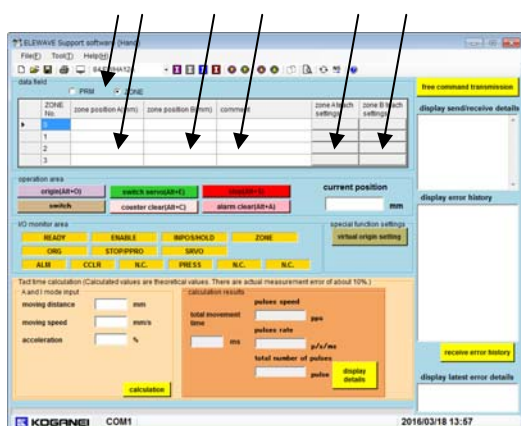 ELEWAVE Support software (Hand)
File(F) Tool(T) Help(H)
data field
PRM ZONE
ZONE No. zone position A(mm) zone position B(mm) comment zone A teach settings zone B teach settings
0
1
2
3
operation area
origin(Alt+O) switch servo(Alt+E) stop(Alt+S)
switch counter clear(Alt+C) alarm clear(Alt+A)
current position
mm
I/O monitor area
READY ENABLE INPOS/HOLD ZONE
ORG STOP/PPRO SRVO
ALM CCLR N.C. PRESS N.C. N.C.
special function settings
virtual origin setting
Tact time calculation (Calculated values are theoretical values. There are actual measurement error of about 10%.)
A and I mode input
moving distance mm
moving speed mm/s
acceleration %
calculation
calculation results
total movement time ms
pulses speed
pps
pulses rate
p/s/ms
total number of pulses
pulse
display details
free command transmission
display send/receive details
display error history
receive error history
display latest error details
KOGANEI COM1 2016/03/18 13:57